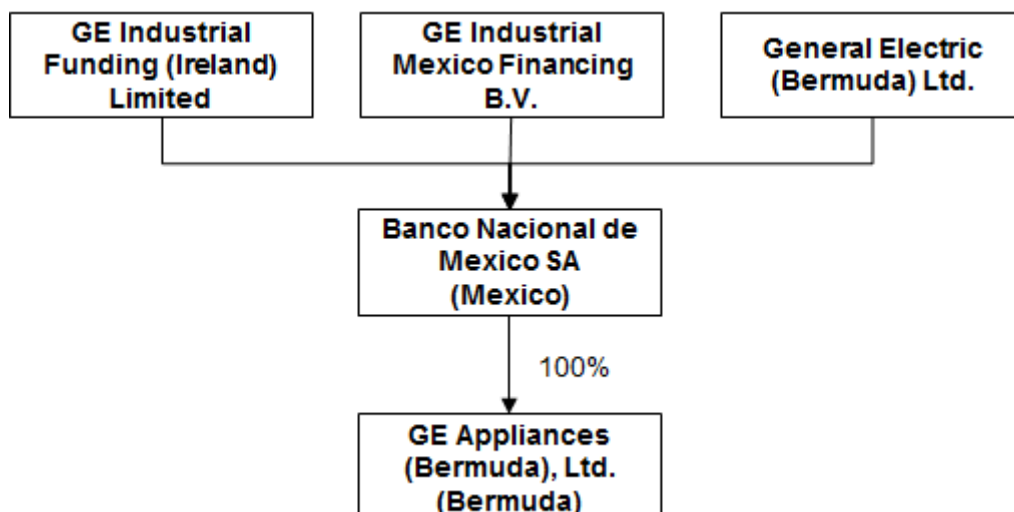 GE Industrial
Funding (Ireland)
Limited
GE Industrial
Mexico Financing
B.V.
General Electric
(Bermuda) Ltd.
Banco Nacional de
Mexico SA
(Mexico)
100%
GE Appliances
(Bermuda), Ltd.
(Bermuda)